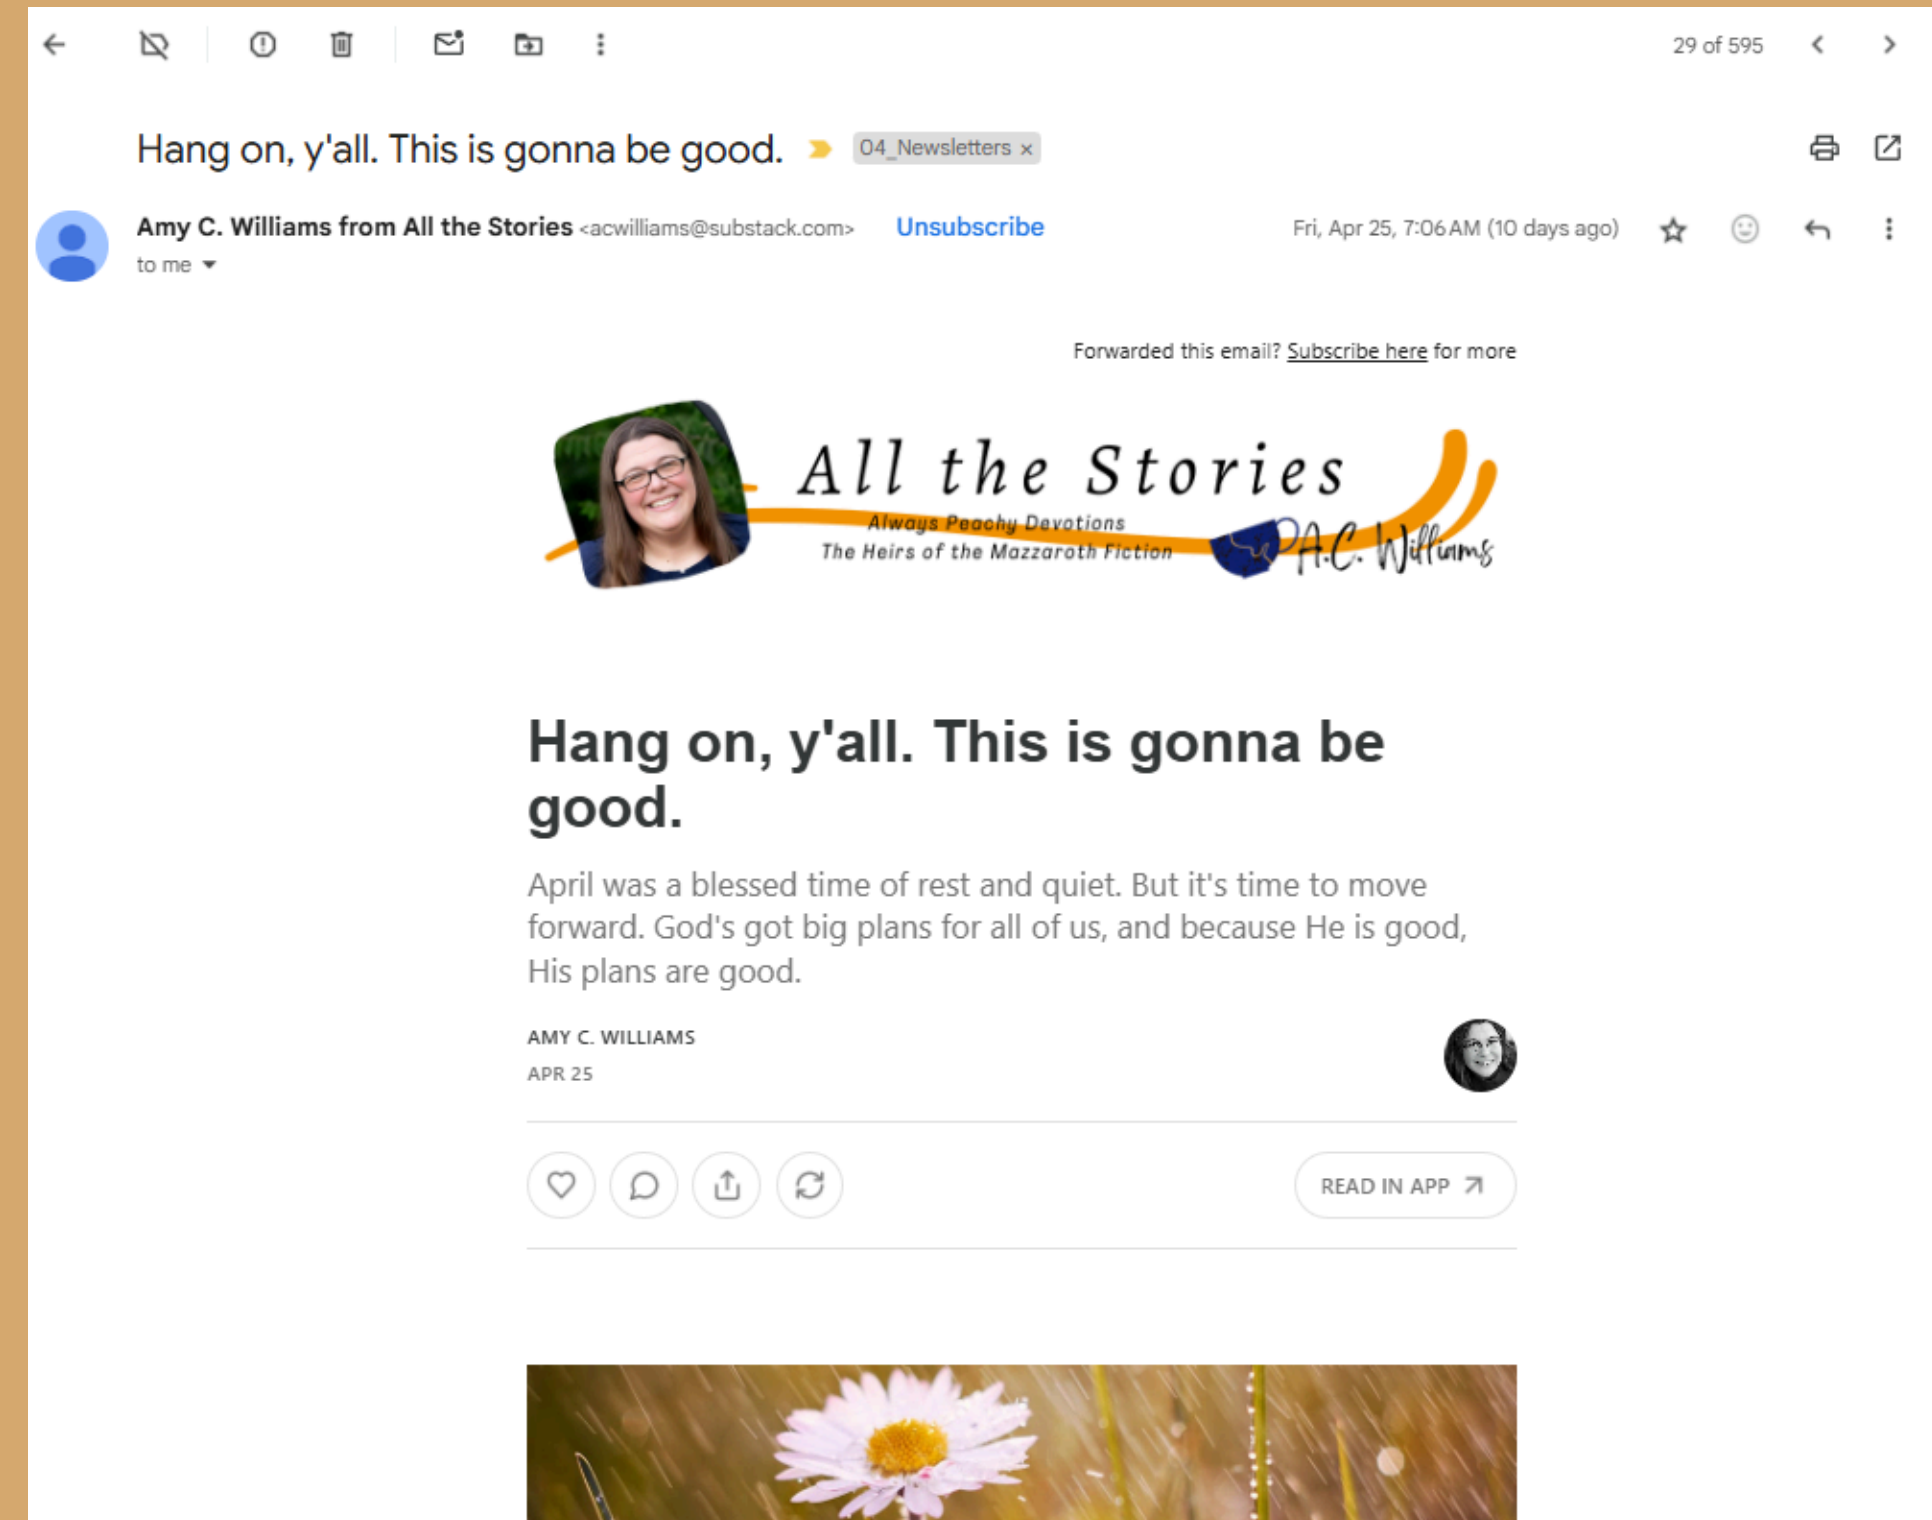 29 of 595
Hang on, y'all. This is gonna be good.
04_Newsletters ×
Amy C. Williams from All the Stories <acwilliams@substack.com> Unsubscribe
Fri, Apr 25, 7:06 AM (10 days ago)
to me
Forwarded this email? Subscribe here for more
All the Stories
Always Peachy Devotions
The Heirs of the Mazzaroth Fiction
A.C. Williams
Hang on, y'all. This is gonna be
good.
April was a blessed time of rest and quiet. But it's time to move
forward. God's got big plans for all of us, and because He is good,
His plans are good.
AMY C. WILLIAMS
APR 25
READ IN APP